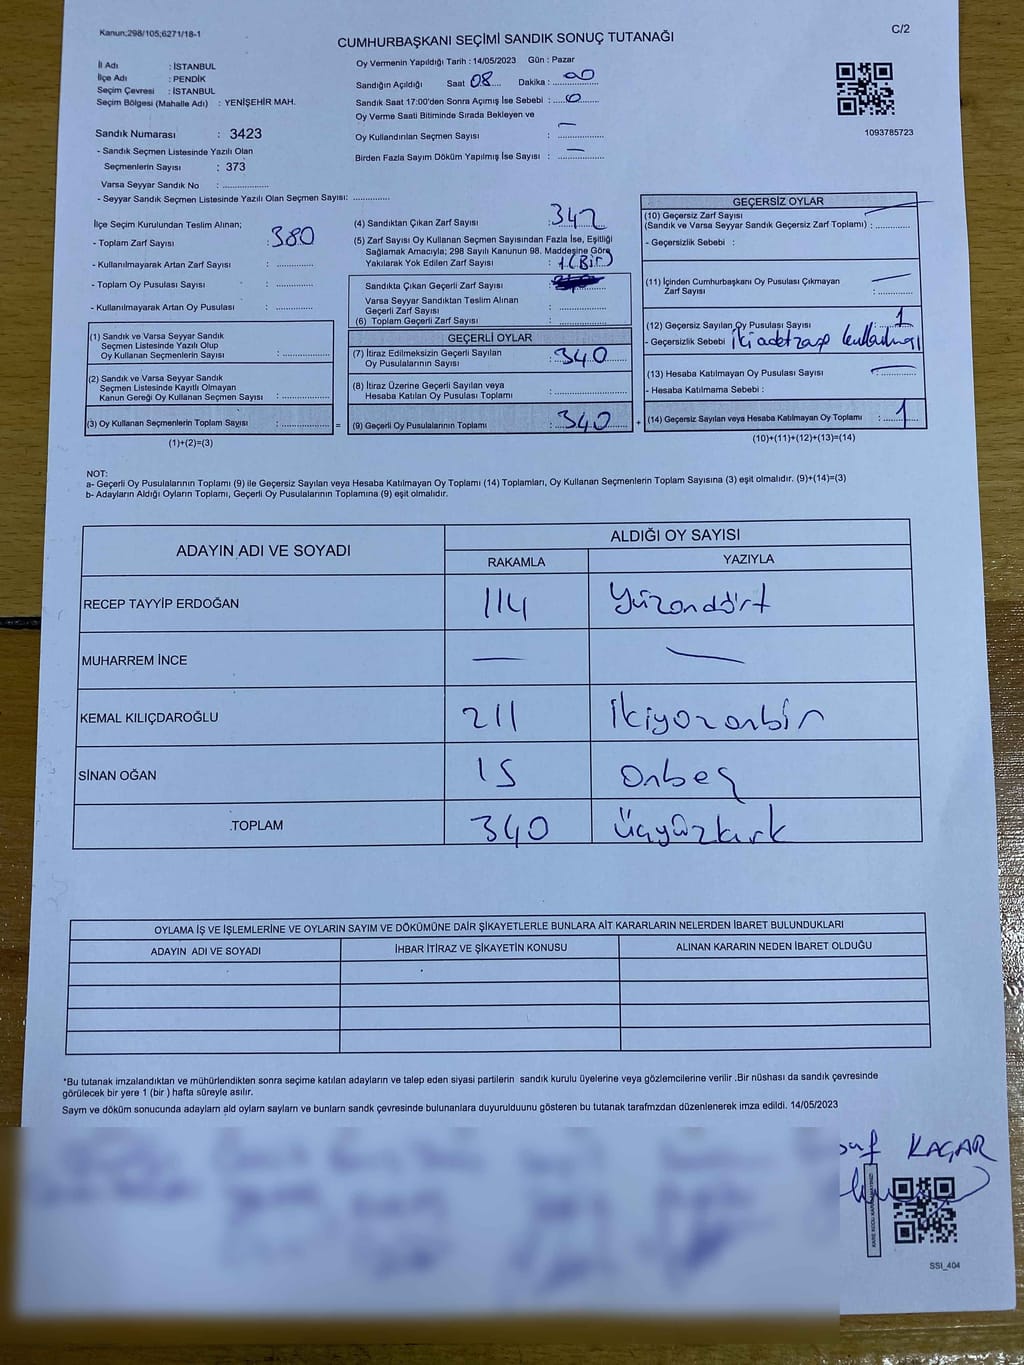 Kanun;298/105;6271/18-1
C/2
CUMHURBAŞKANI SEÇİMİ SANDIK SONUÇ TUTANAĞI
İl Adı : İSTANBUL
İlçe Adı : PENDİK
Seçim Çevresi : İSTANBUL
Seçim Bölgesi (Mahalle Adı) : YENİŞEHİR MAH.
Sandık Numarası : 3423
- Sandık Seçmen Listesinde Yazılı Olan
Seçmenlerin Sayısı : 373
Varsa Seyyar Sandık No : ..................
- Seyyar Sandık Seçmen Listesinde Yazılı Olan Seçmen Sayısı: ..............
Oy Vermenin Yapıldığı Tarih : 14/05/2023 Gün : Pazar
Sandığın Açıldığı Saat 08 Dakika : 00
Sandık Saat 17:00'den Sonra Açımış İse Sebebi : 0
Oy Verme Saati Bitiminde Sırada Bekleyen ve
Oy Kullandırılan Seçmen Sayısı : —
Birden Fazla Sayım Döküm Yapılmış İse Sayısı : —
1093785723
İlçe Seçim Kurulundan Teslim Alınan;
- Toplam Zarf Sayısı : 380
- Kullanılmayarak Artan Zarf Sayısı : ..............
- Toplam Oy Pusulası Sayısı : ..............
- Kullanılmayarak Artan Oy Pusulası : ..............
(1) Sandık ve Varsa Seyyar Sandık
Seçmen Listesinde Yazılı Olup
Oy Kullanan Seçmenlerin Sayısı : ..............
(2) Sandık ve Varsa Seyyar Sandık
Seçmen Listesinde Kayıtlı Olmayan
Kanun Gereği Oy Kullanan Seçmen Sayısı : ..............
(3) Oy Kullanan Seçmenlerin Toplam Sayısı : .............. =
(1)+(2)=(3)
(4) Sandıktan Çıkan Zarf Sayısı : 342
(5) Zarf Sayısı Oy Kullanan Seçmen Sayısından Fazla İse, Eşitliği
Sağlamak Amacıyla; 298 Sayılı Kanunun 98. Maddesine Göre
Yakılarak Yok Edilen Zarf Sayısı : 1 (Bir)
Sandıkta Çıkan Geçerli Zarf Sayısı
Varsa Seyyar Sandıktan Teslim Alınan
Geçerli Zarf Sayısı : ..............
(6) Toplam Geçerli Zarf Sayısı : ..............
GEÇERLİ OYLAR
(7) İtiraz Edilmeksizin Geçerli Sayılan
Oy Pusulasının Sayısı : 340
(8) İtiraz Üzerine Geçerli Sayılan veya
Hesaba Katılan Oy Pusulası Toplamı : ..............
(9) Geçerli Oy Pusulalarının Toplamı : 340 +
GEÇERSİZ OYLAR
(10) Geçersiz Zarf Sayısı
(Sandık ve Varsa Seyyar Sandık Geçersiz Zarf Toplamı) : —
- Geçersizlik Sebebi :
(11) İçinden Cumhurbaşkanı Oy Pusulası Çıkmayan
Zarf Sayısı : —
(12) Geçersiz Sayılan Oy Pusulası Sayısı : 1
- Geçersizlik Sebebi iki adet zarf kullanılması
(13) Hesaba Katılmayan Oy Pusulası Sayısı : —
- Hesaba Katılmama Sebebi :
(14) Geçersiz Sayılan veya Hesaba Katılmayan Oy Toplamı : 1
(10)+(11)+(12)+(13)=(14)
NOT:
a- Geçerli Oy Pusulalarının Toplamı (9) ile Geçersiz Sayılan veya Hesaba Katılmayan Oy Toplamı (14) Toplamları, Oy Kullanan Seçmenlerin Toplam Sayısına (3) eşit olmalıdır. (9)+(14)=(3)
b- Adayların Aldığı Oyların Toplamı, Geçerli Oy Pusulalarının Toplamına (9) eşit olmalıdır.
ADAYIN ADI VE SOYADI ALDIĞI OY SAYISI
RAKAMLA YAZIYLA
RECEP TAYYİP ERDOĞAN 114 Yüzondört
MUHARREM İNCE — —
KEMAL KILIÇDAROĞLU 211 İkiyüzonbir
SİNAN OĞAN 15 Onbeş
TOPLAM 340 Üçyüzkırk
OYLAMA İŞ VE İŞLEMLERİNE VE OYLARIN SAYIM VE DÖKÜMÜNE DAİR ŞİKAYETLERLE BUNLARA AİT KARARLARIN NELERDEN İBARET BULUNDUKLARI
ADAYIN ADI VE SOYADI İHBAR İTİRAZ VE ŞİKAYETİN KONUSU ALINAN KARARIN NEDEN İBARET OLDUĞU
*Bu tutanak imzalandıktan ve mühürlendikten sonra seçime katılan adayların ve talep eden siyasi partilerin sandık kurulu üyelerine veya gözlemcilerine verilir .Bir nüshası da sandık çevresinde
görülecek bir yere 1 (bir ) hafta süreyle asılır.
Sayım ve döküm sonucunda adayların ald oyların sayların ve bunların sandk çevresinde bulunanlara duyurulduunu gösteren bu tutanak tarafmzdan düzenlenerek imza edildi. 14/05/2023
KAÇAR
SSI_404